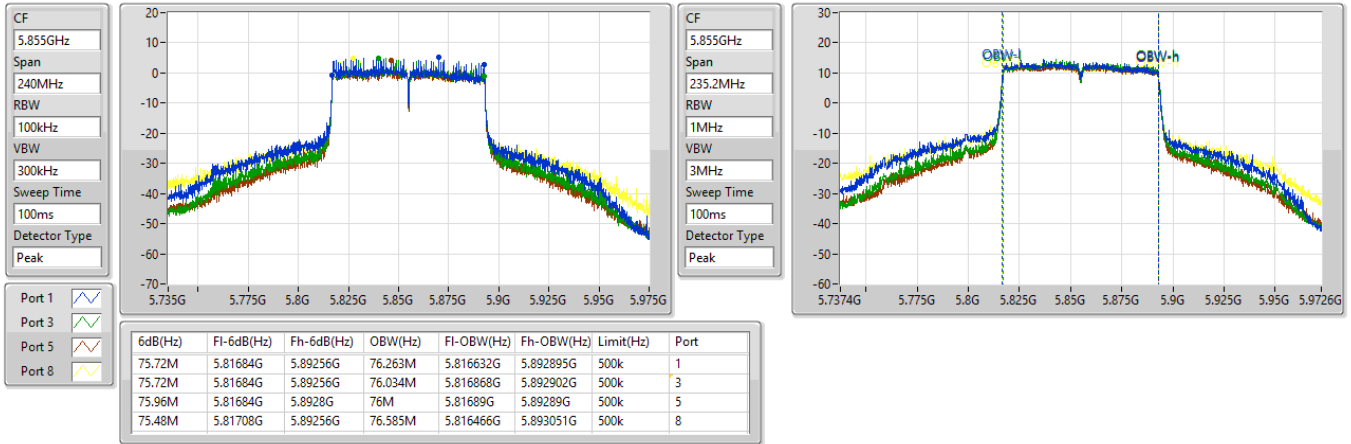 CF
5.855GHz
Span
240MHz
RBW
100kHz
VBW
300kHz
Sweep Time
100ms
Detector Type
Peak
20-
10-
0-
-10-
-20-
-30-
-40-
-50-
-60-
-70-
5.735G 5.775G 5.8G 5.825G 5.85G 5.875G 5.9G 5.925G 5.95G 5.975G
CF
5.855GHz
Span
235.2MHz
RBW
1MHz
VBW
3MHz
Sweep Time
100ms
Detector Type
Peak
30-
20-
10-
0-
-10-
-20-
-30-
-40-
-50-
-60-
OBW-l OBW-h
5.7374G 5.775G 5.8G 5.825G 5.85G 5.875G 5.9G 5.925G 5.95G 5.9726G
Port 1
Port 3
Port 5
Port 8
6dB(Hz) Fl-6dB(Hz) Fh-6dB(Hz) OBW(Hz) Fl-OBW(Hz) Fh-OBW(Hz) Limit(Hz) Port
75.72M 5.81684G 5.89256G 76.263M 5.816632G 5.892895G 500k 1
75.72M 5.81684G 5.89256G 76.034M 5.816868G 5.892902G 500k 3
75.96M 5.81684G 5.8928G 76M 5.81689G 5.89289G 500k 5
75.48M 5.81708G 5.89256G 76.585M 5.816466G 5.893051G 500k 8